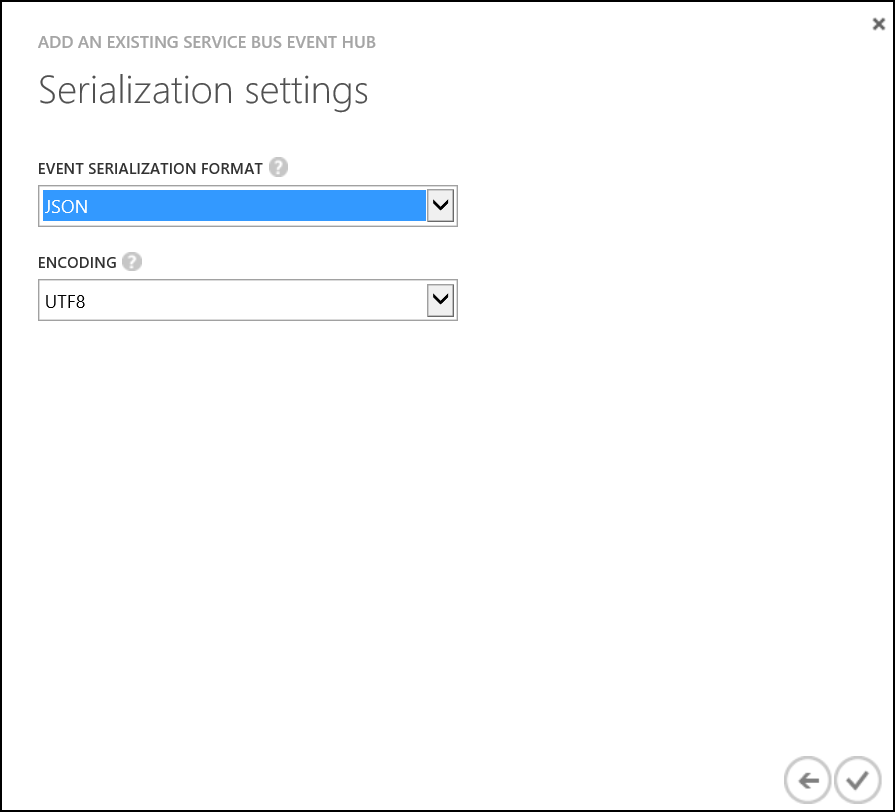 ADD AN EXISTING SERVICE BUS EVENT HUB
Serialization settings
EVENT SERIALIZATION FORMAT ?
JSON
ENCODING ?
UTF8